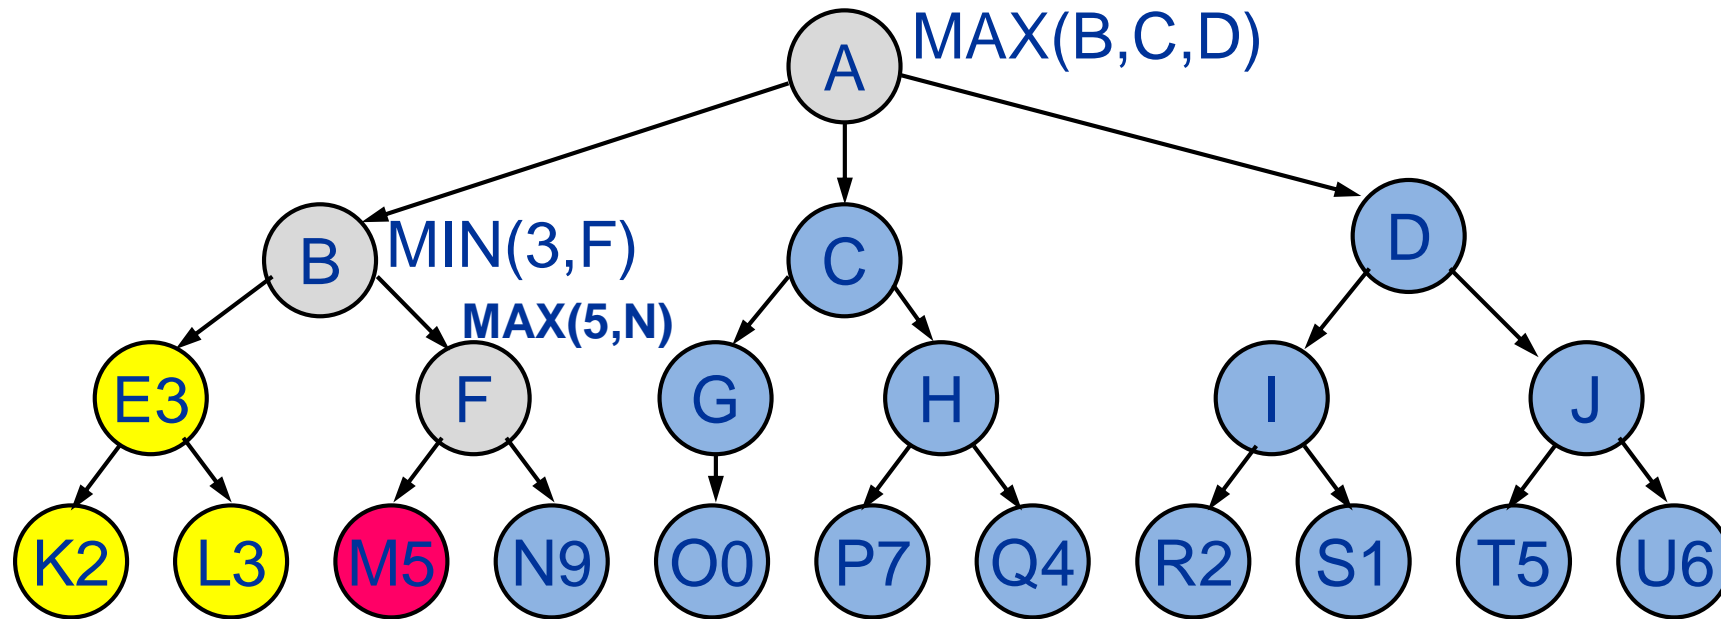 A
MAX(B,C,D)
B
MIN(3,F)
C
D
MAX(5,N)
E3
F
G
H
I
J
K2
L3
M5
N9
O0
P7
Q4
R2
S1
T5
U6